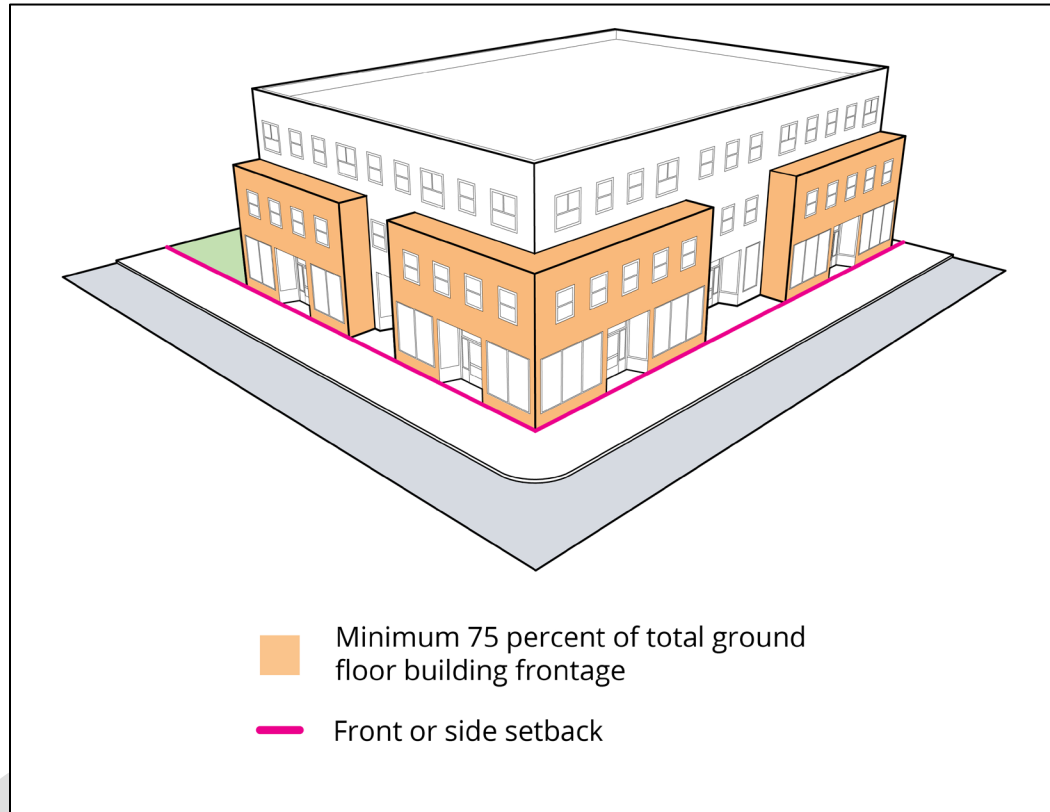 Minimum 75 percent of total ground
floor building frontage
Front or side setback